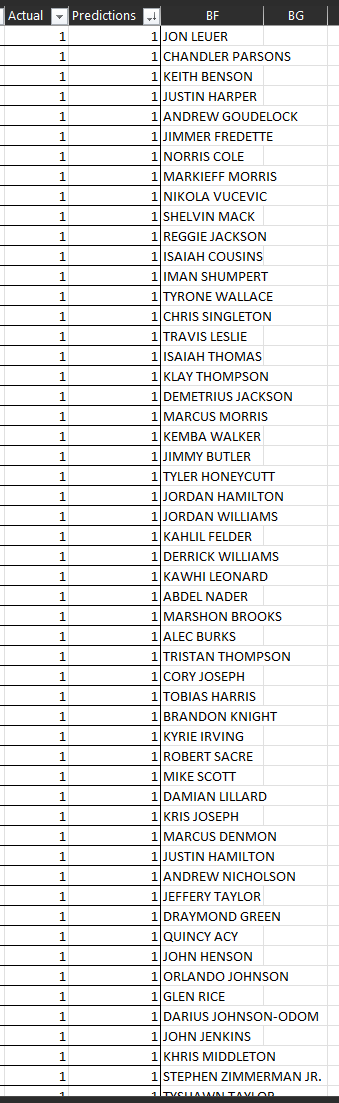 Actual Predictions BF BG
1 1 JON LEUER
1 1 CHANDLER PARSONS
1 1 KEITH BENSON
1 1 JUSTIN HARPER
1 1 ANDREW GOUDELOCK
1 1 JIMMER FREDETTE
1 1 NORRIS COLE
1 1 MARKIEFF MORRIS
1 1 NIKOLA VUCEVIC
1 1 SHELVIN MACK
1 1 REGGIE JACKSON
1 1 ISAIAH COUSINS
1 1 IMAN SHUMPERT
1 1 TYRONE WALLACE
1 1 CHRIS SINGLETON
1 1 TRAVIS LESLIE
1 1 ISAIAH THOMAS
1 1 KLAY THOMPSON
1 1 DEMETRIUS JACKSON
1 1 MARCUS MORRIS
1 1 KEMBA WALKER
1 1 JIMMY BUTLER
1 1 TYLER HONEYCUTT
1 1 JORDAN HAMILTON
1 1 JORDAN WILLIAMS
1 1 KAHLIL FELDER
1 1 DERRICK WILLIAMS
1 1 KAWHI LEONARD
1 1 ABDEL NADER
1 1 MARSHON BROOKS
1 1 ALEC BURKS
1 1 TRISTAN THOMPSON
1 1 CORY JOSEPH
1 1 TOBIAS HARRIS
1 1 BRANDON KNIGHT
1 1 KYRIE IRVING
1 1 ROBERT SACRE
1 1 MIKE SCOTT
1 1 DAMIAN LILLARD
1 1 KRIS JOSEPH
1 1 MARCUS DENMON
1 1 JUSTIN HAMILTON
1 1 ANDREW NICHOLSON
1 1 JEFFERY TAYLOR
1 1 DRAYMOND GREEN
1 1 QUINCY ACY
1 1 JOHN HENSON
1 1 ORLANDO JOHNSON
1 1 GLEN RICE
1 1 DARIUS JOHNSON-ODOM
1 1 JOHN JENKINS
1 1 KHRIS MIDDLETON
1 1 STEPHEN ZIMMERMAN JR.
1 1 TYSHAWN TAYLOR